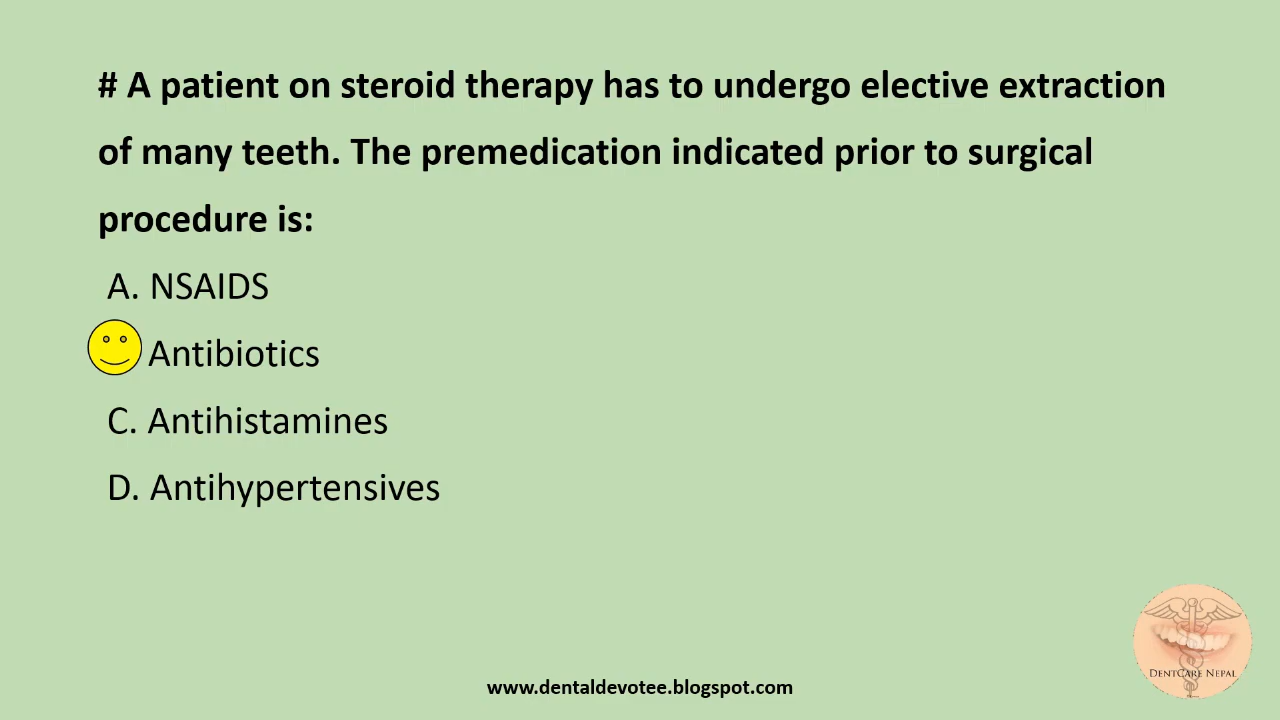 # A patient on steroid therapy has to undergo elective extraction
of many teeth. The premedication indicated prior to surgical
procedure is:
A. NSAIDS
Antibiotics
C. Antihistamines
D. Antihypertensives
DENTCARE NEPAL
www.dentaldevotee.blogspot.com